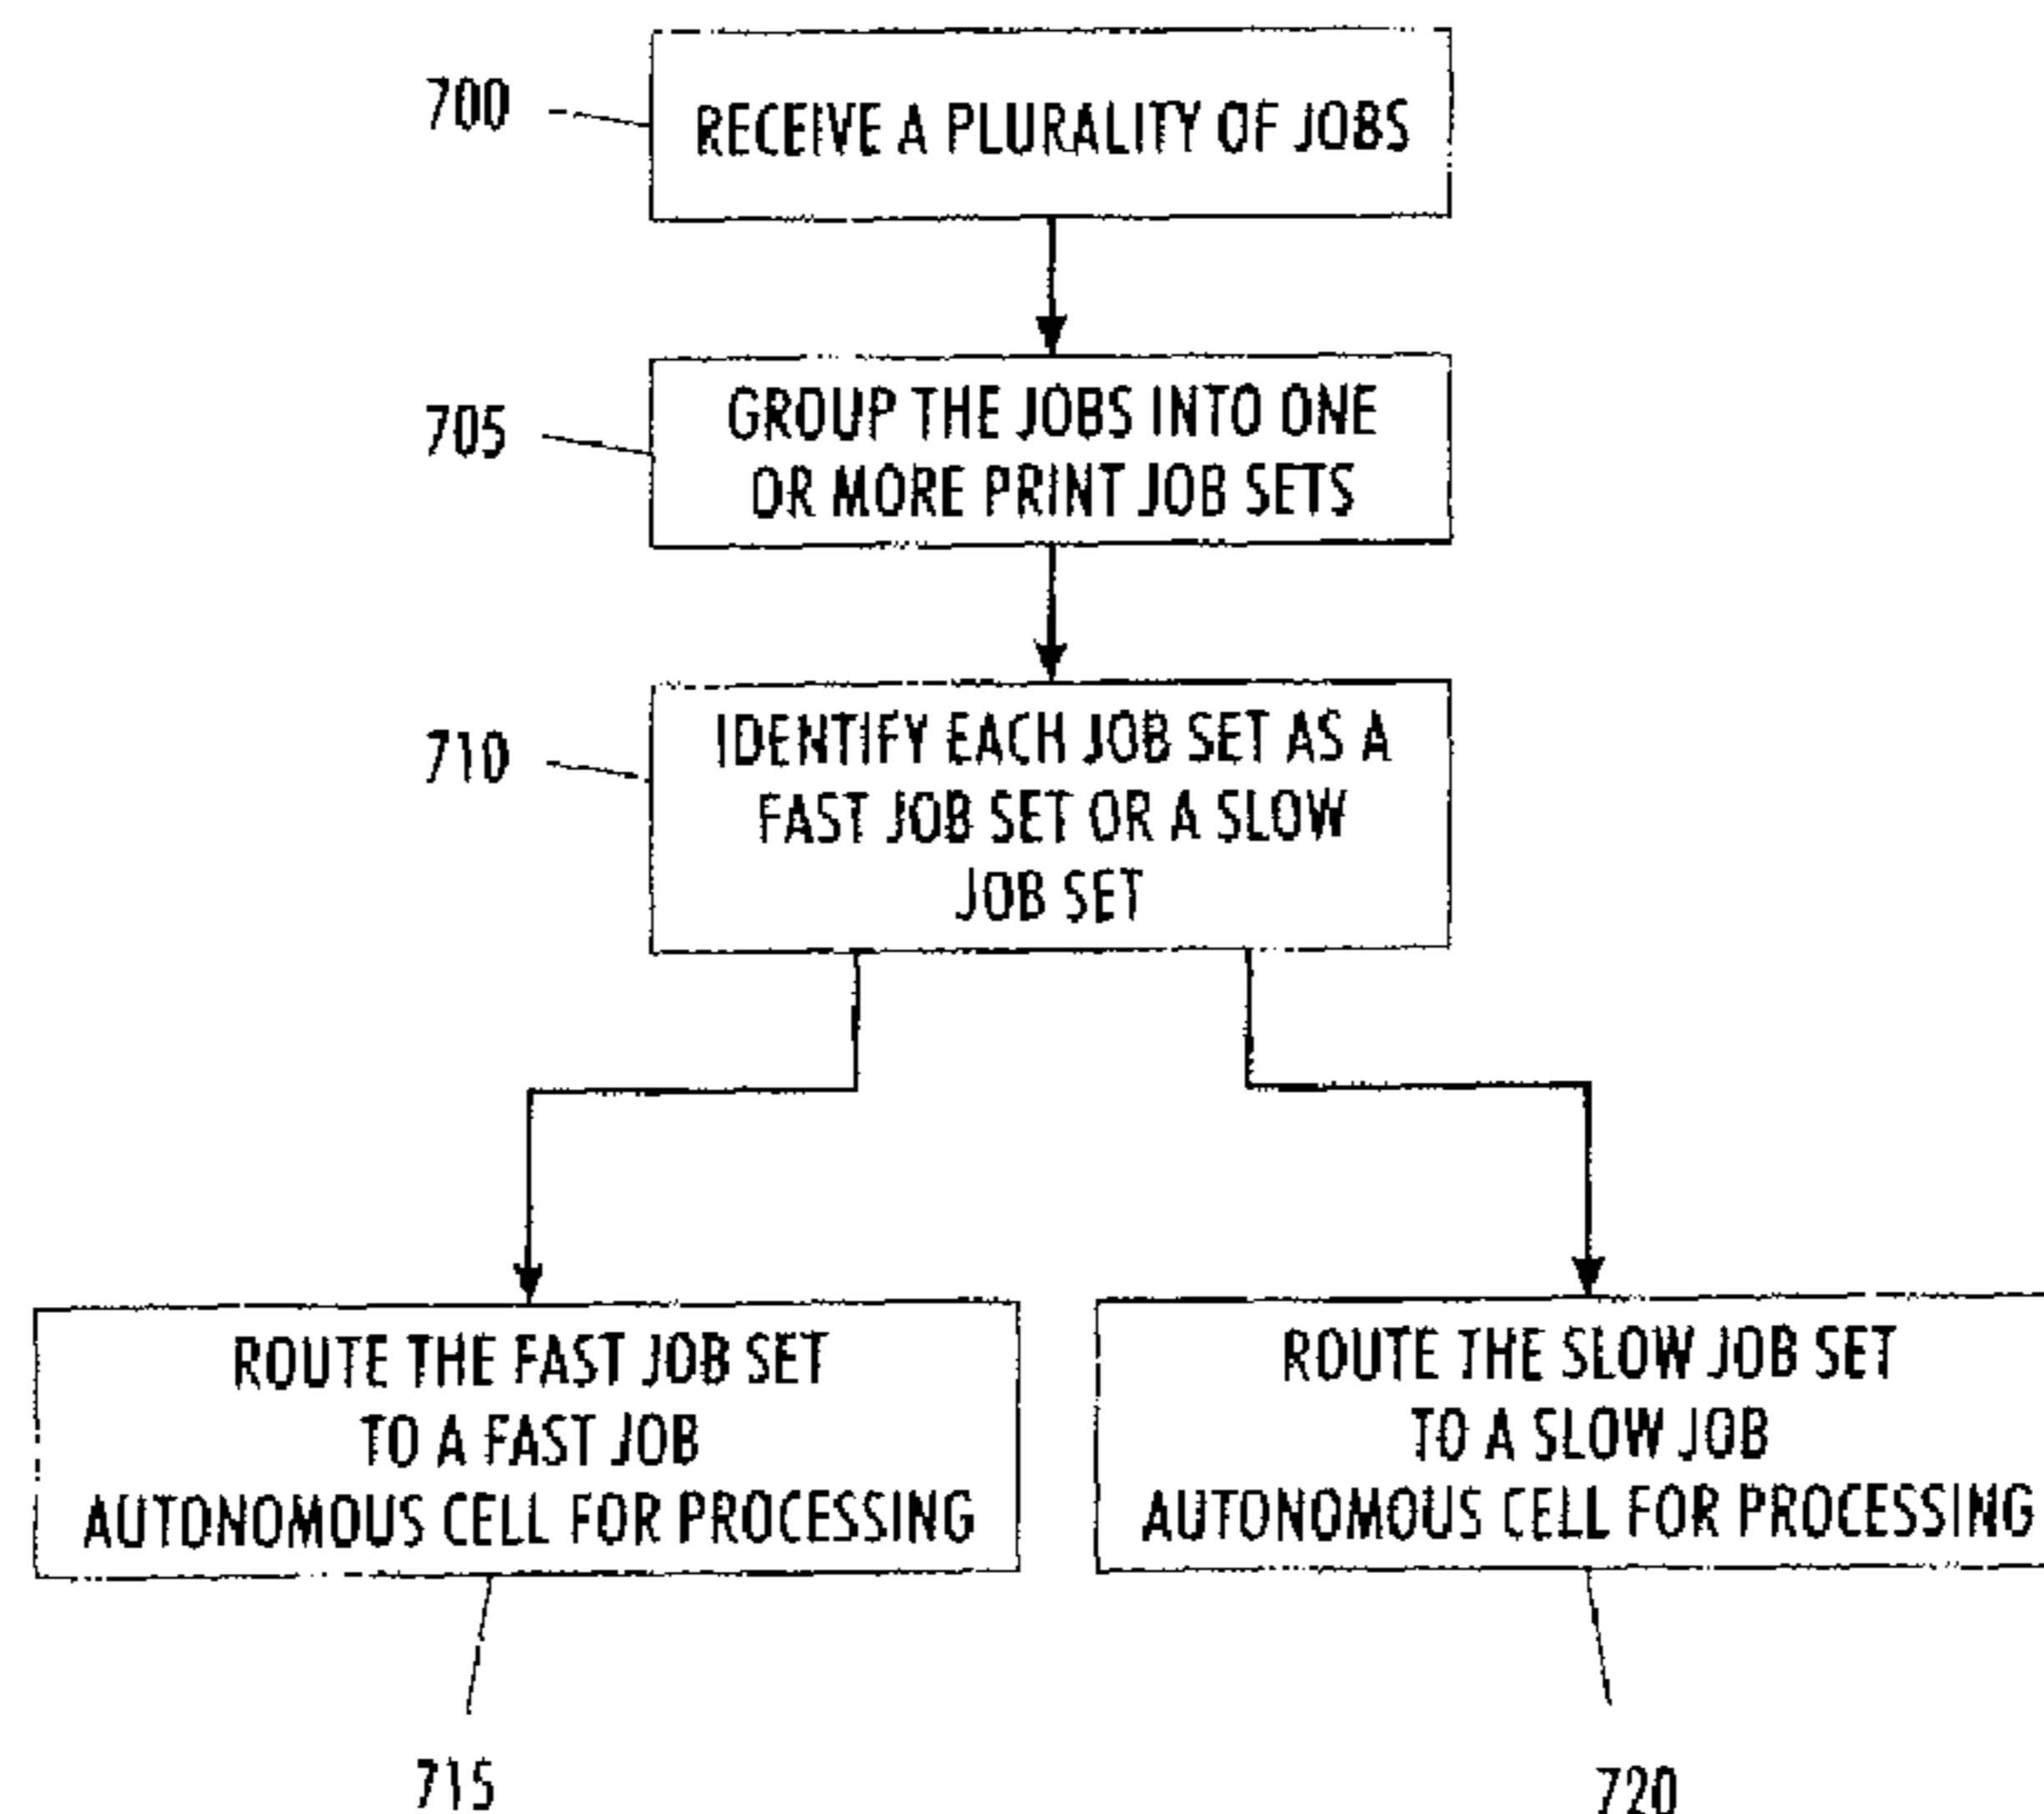 700
RECEIVE A PLURALITY OF JOBS
705
GROUP THE JOBS INTO ONE
OR MORE PRINT JOB SETS
710
IDENTIFY EACH JOB SET AS A
FAST JOB SET OR A SLOW
JOB SET
ROUTE THE FAST JOB SET
TO A FAST JOB
AUTONOMOUS CELL FOR PROCESSING
ROUTE THE SLOW JOB SET
TO A SLOW JOB
AUTONOMOUS CELL FOR PROCESSING
715
720